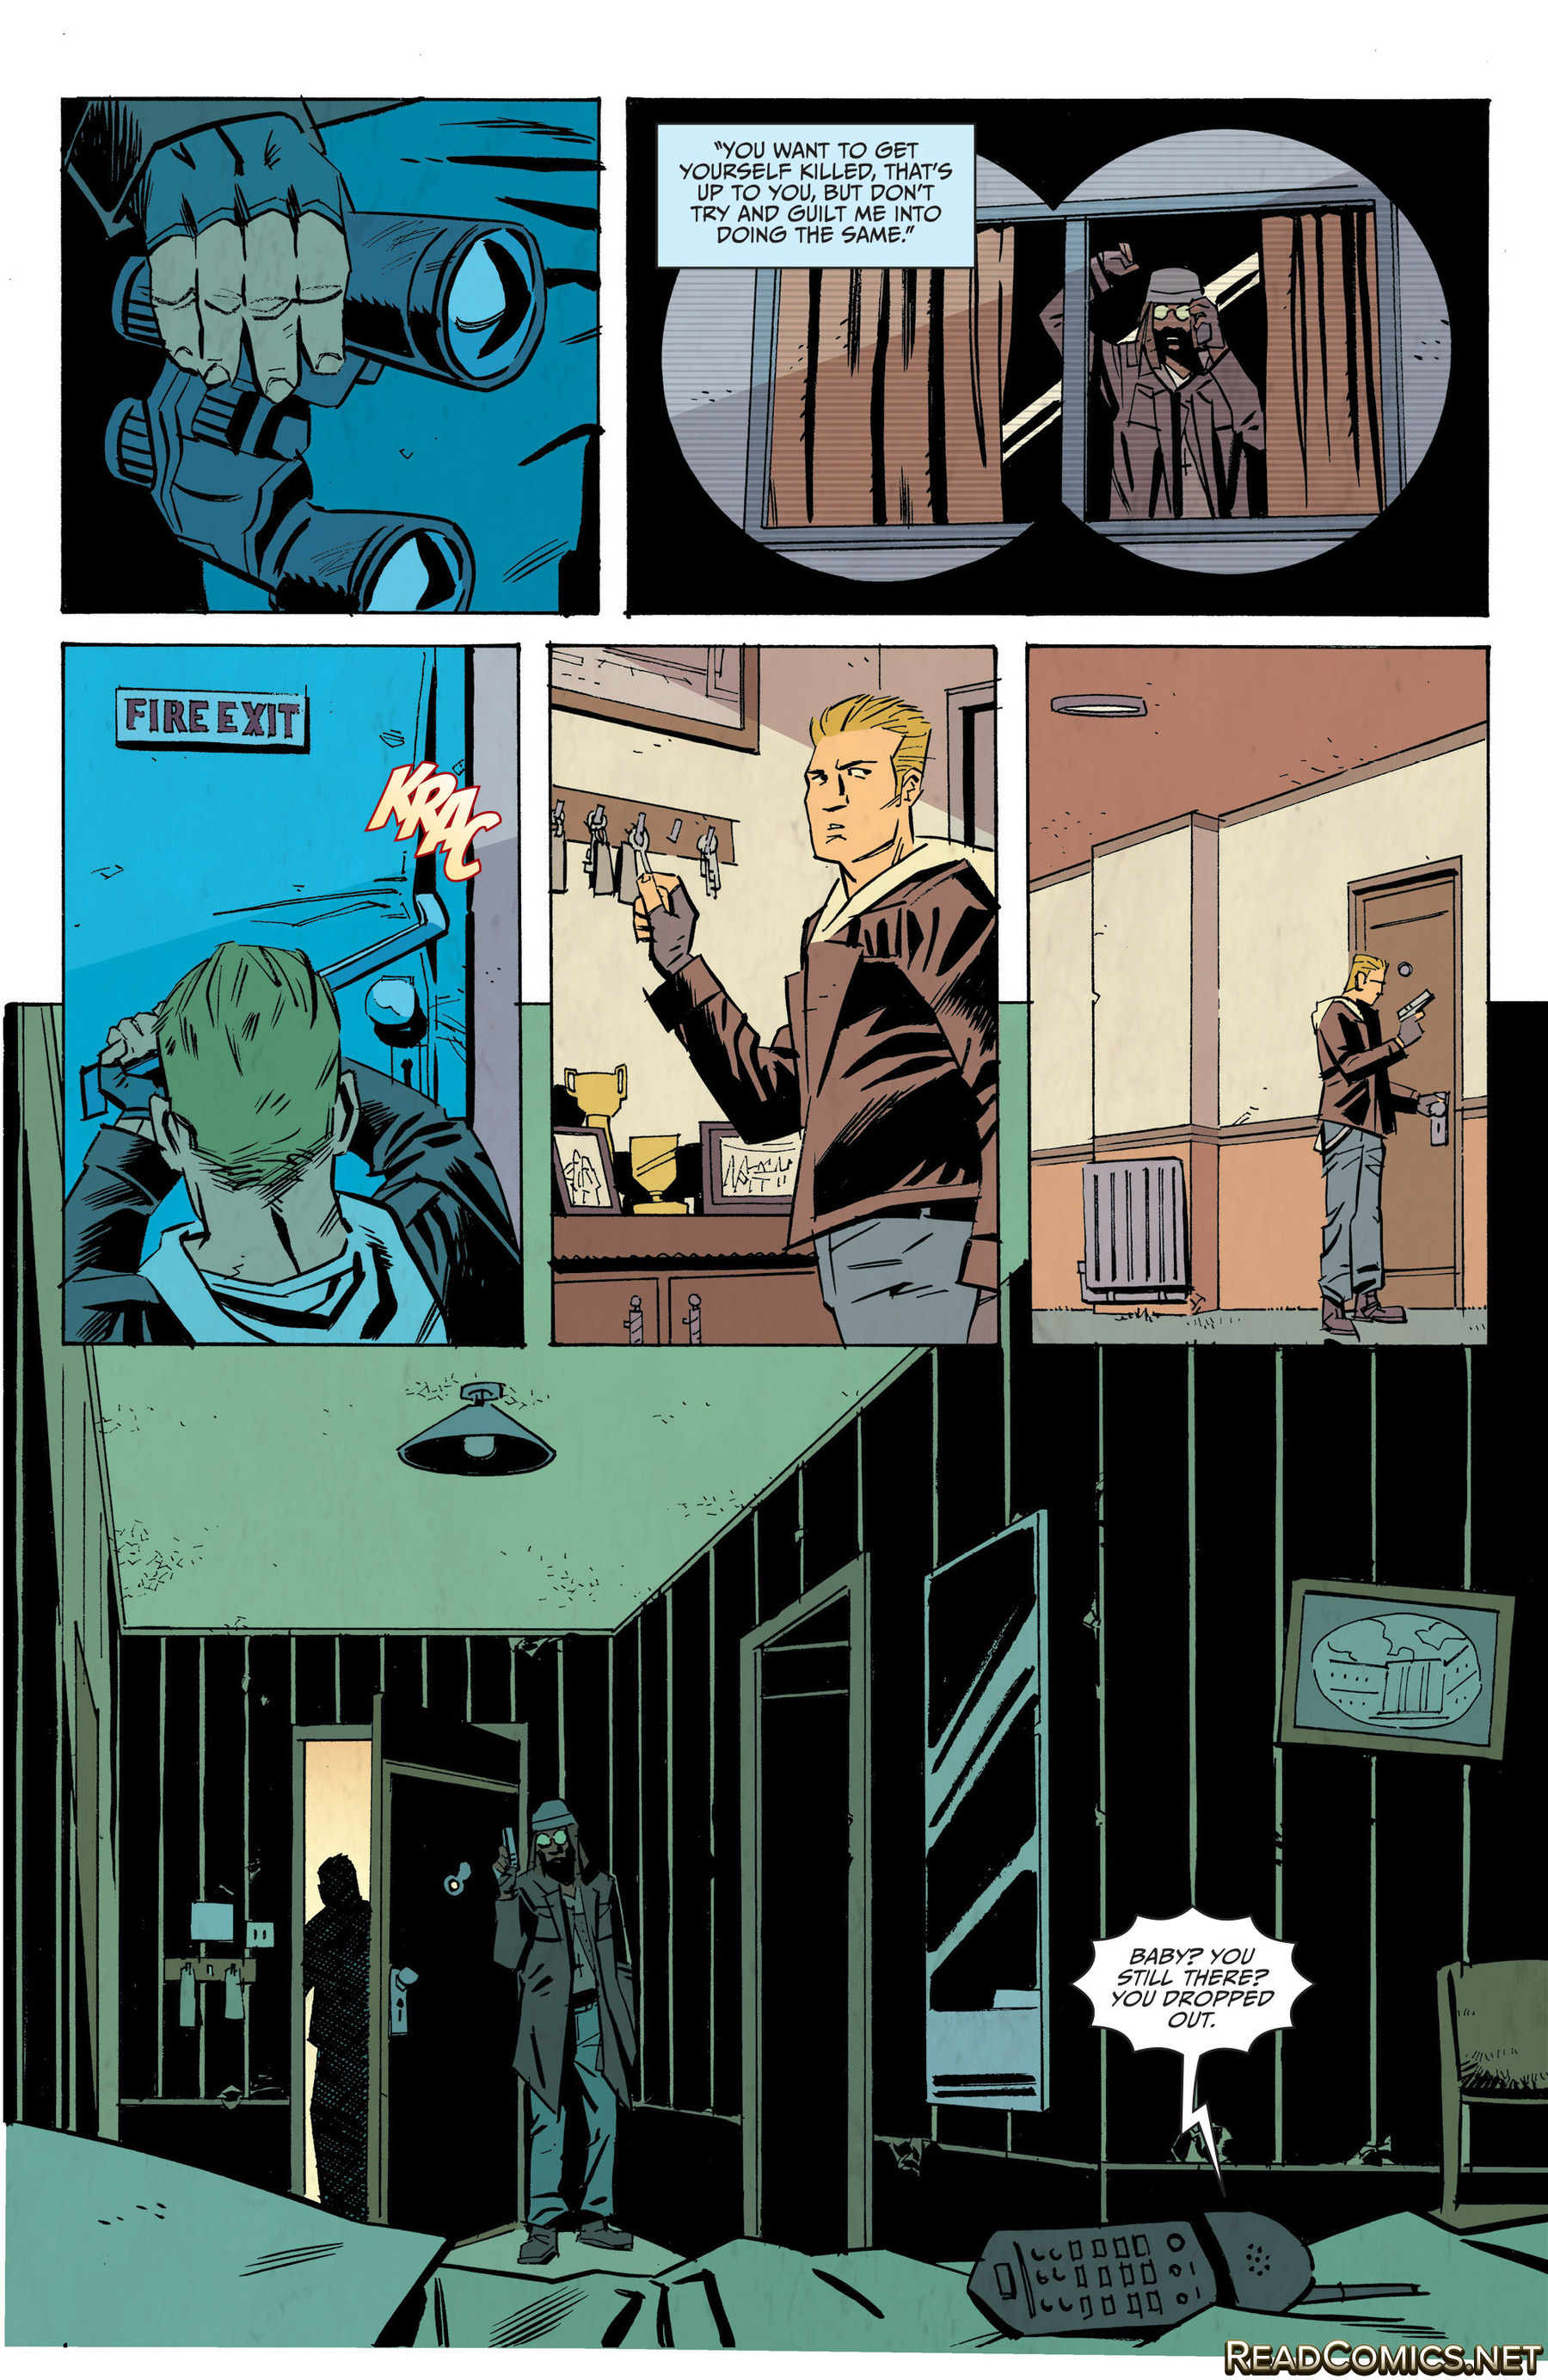 "YOU WANT TO GET
YOURSELF KILLED, THAT'S
UP TO YOU, BUT DON'T
TRY AND GUILT ME INTO
DOING THE SAME."
FIRE EXIT
KRAC
BABY? YOU
STILL THERE?
YOU DROPPED
OUT.
READCOMICS.NET